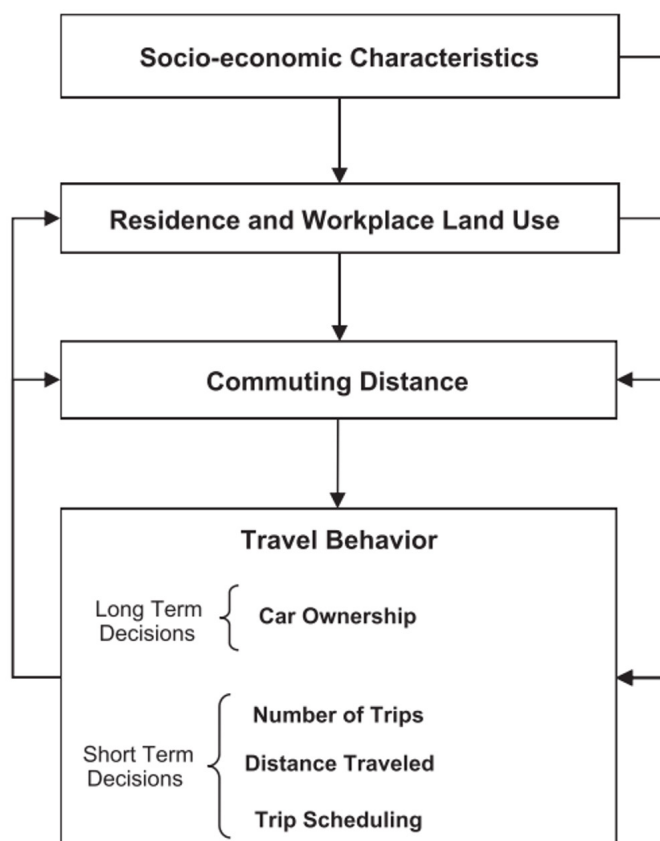 Socio-economic Characteristics
Residence and Workplace Land Use
Commuting Distance
Travel Behavior
Long Term
Decisions
Car Ownership
Short Term
Decisions
Number of Trips
Distance Traveled
Trip Scheduling